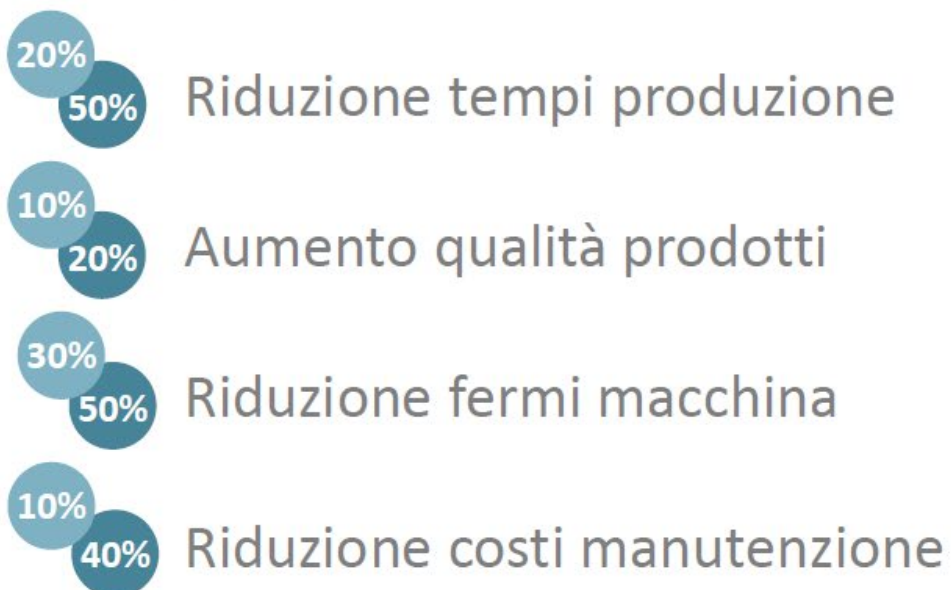 20%
50% Riduzione tempi produzione
10%
20% Aumento qualità prodotti
30%
50% Riduzione fermi macchina
10%
40% Riduzione costi manutenzione